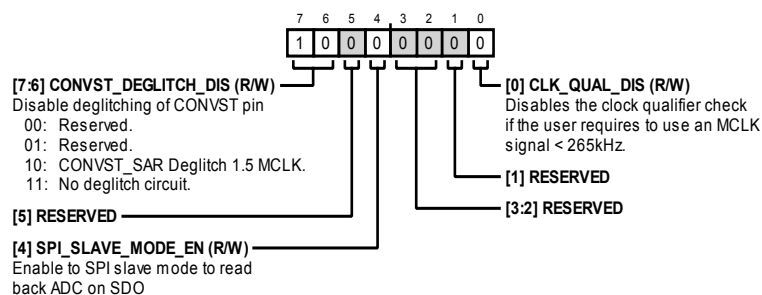 7 6 5 4 3 2 1 0
1 0 0 0 0 0 0 0
[7:6] CONVST_DEGLITCH_DIS (R/W)
Disable deglitching of CONVST pin
00: Reserved.
01: Reserved.
10: CONVST_SAR Deglitch 1.5 MCLK.
11: No deglitch circuit.
[5] RESERVED
[4] SPI_SLAVE_MODE_EN (R/W)
Enable to SPI slave mode to read
back ADC on SDO
[0] CLK_QUAL_DIS (R/W)
Disables the clock qualifier check
if the user requires to use an MCLK
signal < 265kHz.
[1] RESERVED
[3:2] RESERVED